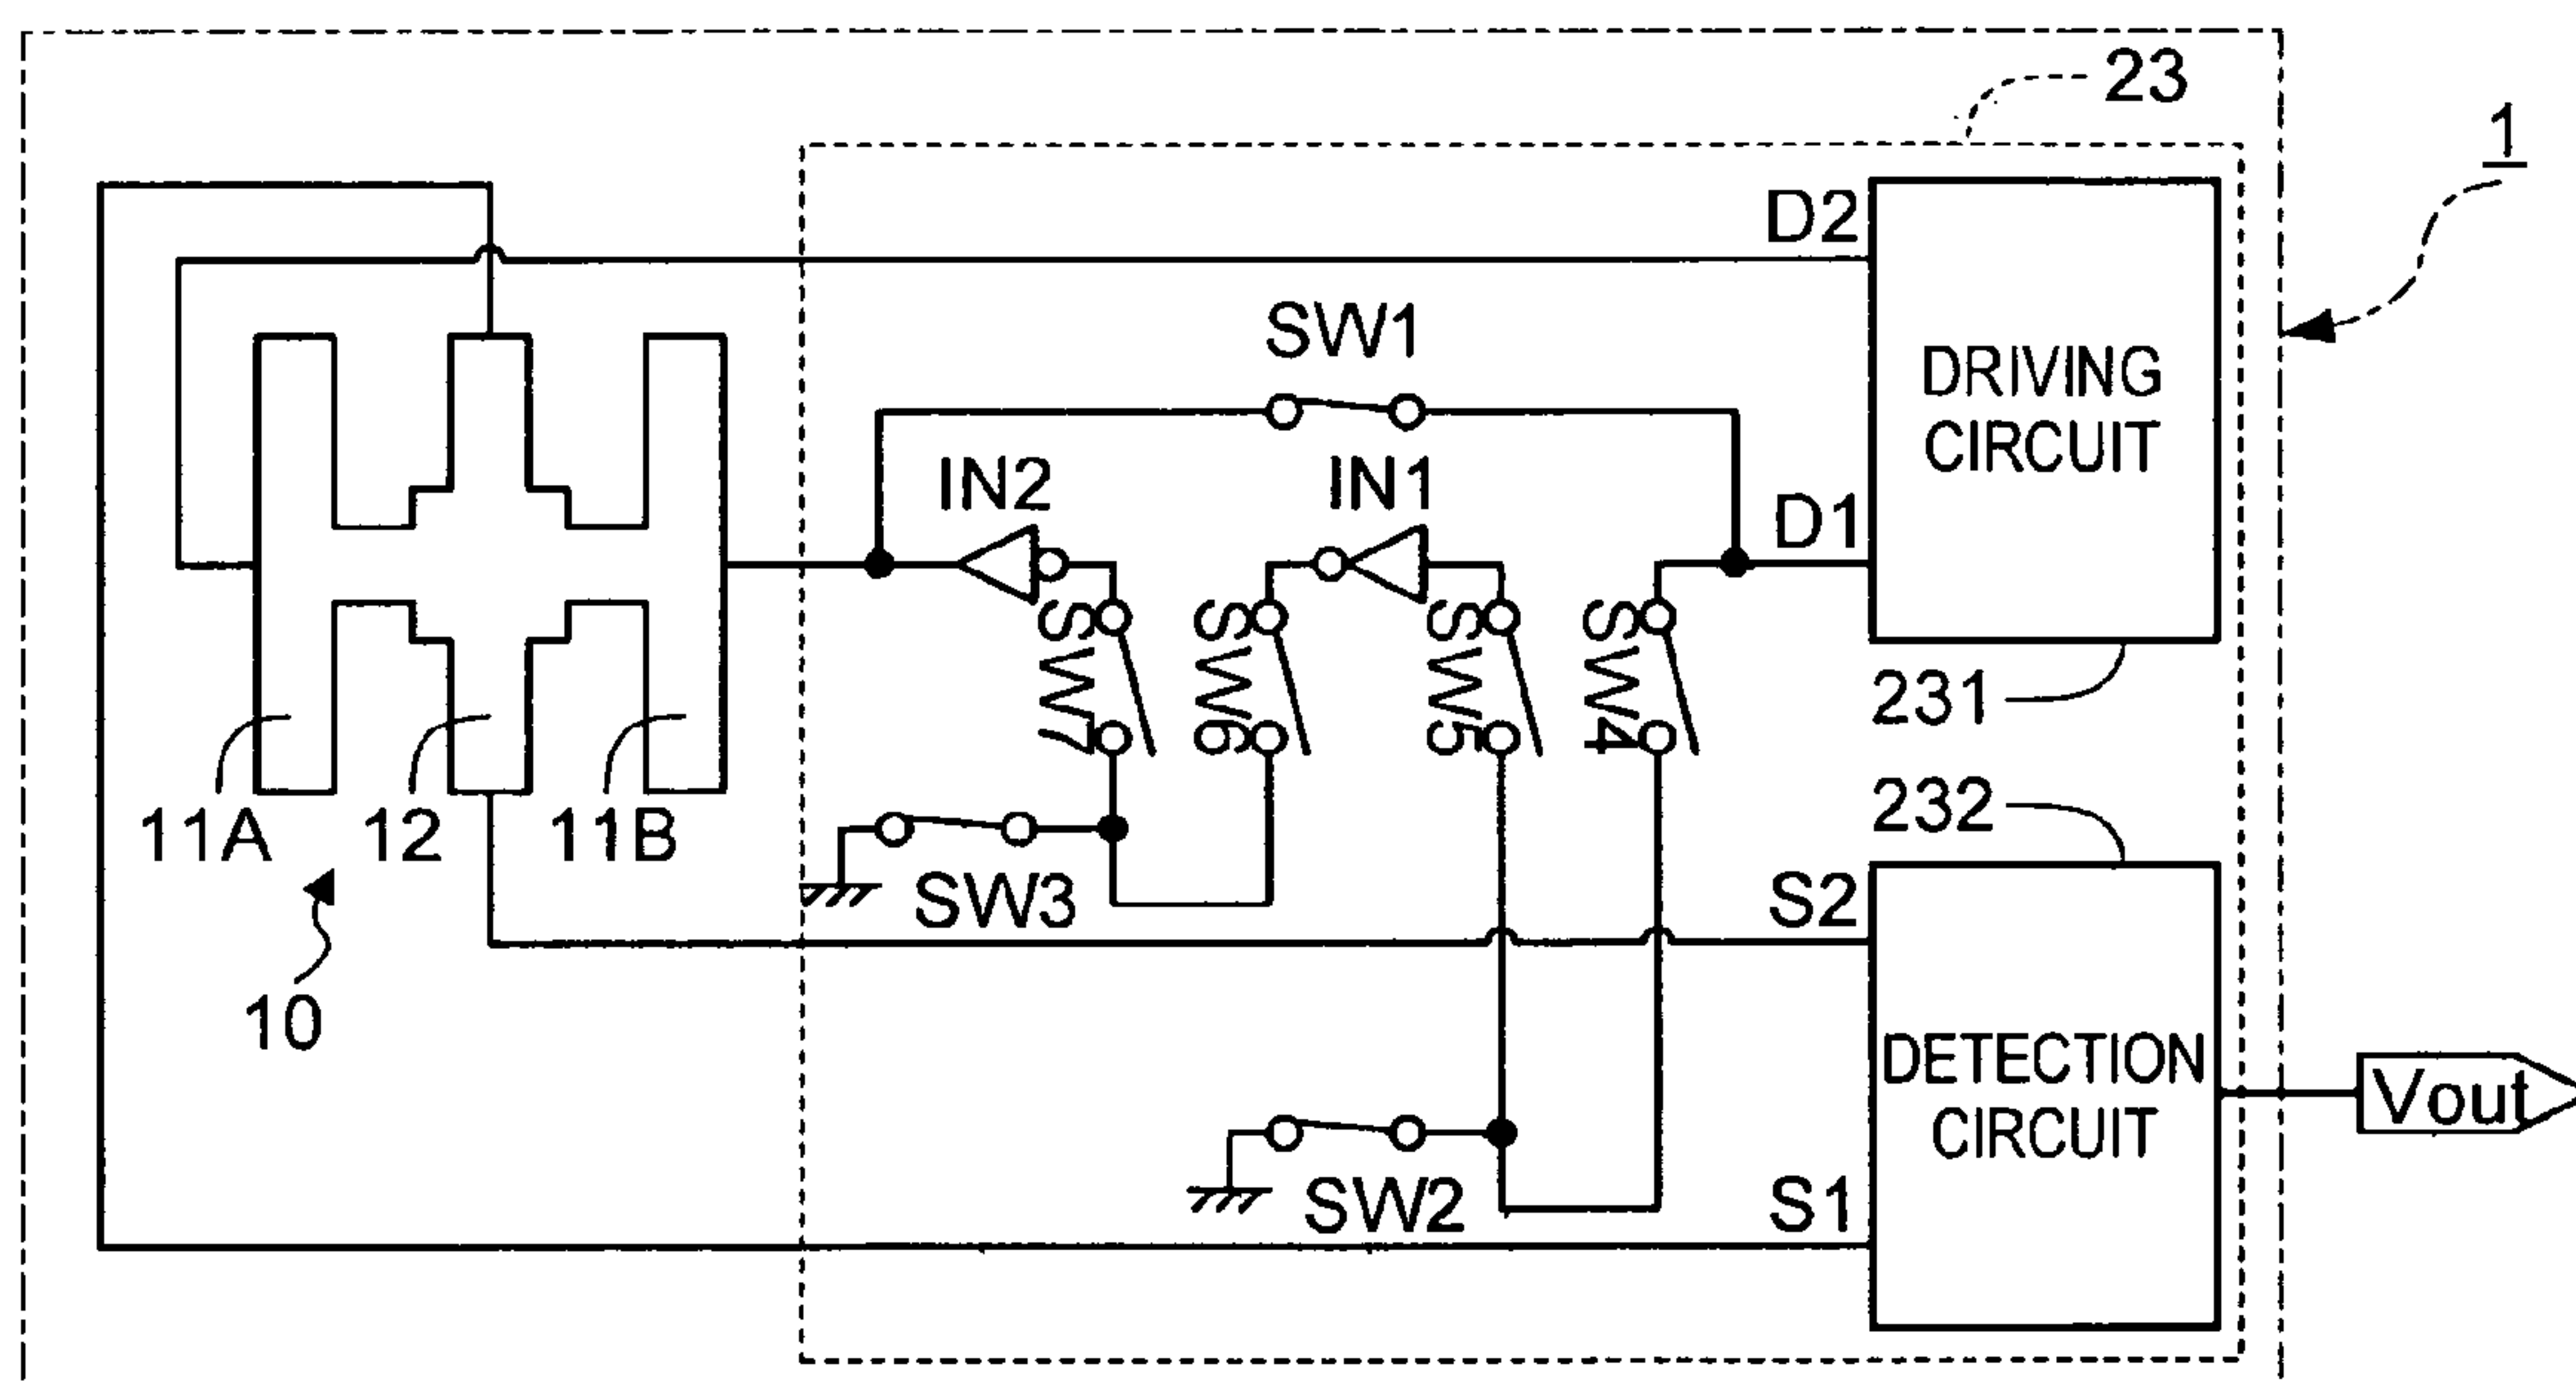 23
1
D2
SW1
DRIVING
CIRCUIT
IN2
IN1
D1
SW7
SW6
SW5
SW4
231
11A
12
11B
232
SW3
S2
10
DETECTION
CIRCUIT
Vout
SW2
S1